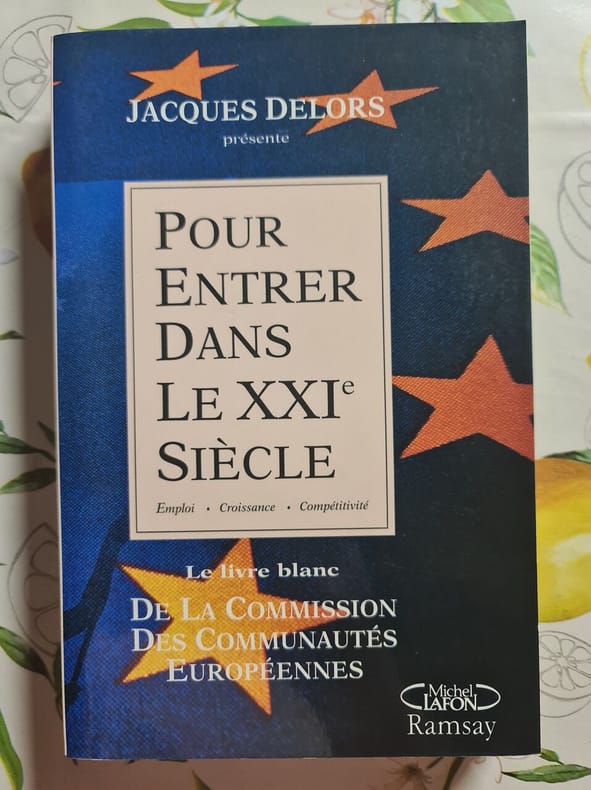 JACQUES DELORS
présente
POUR
ENTRER
DANS
LE XXIe
SIÈCLE
Emploi • Croissance • Compétitivité
Le livre blanc
DE LA COMMISSION
DES COMMUNAUTÉS
EUROPÉENNES
Michel
LAFON
Ramsay